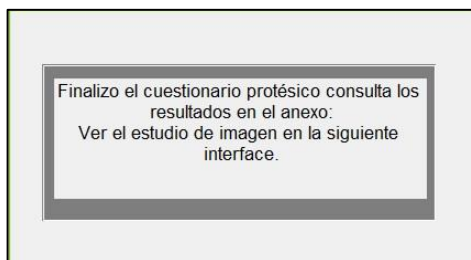 Finalizo el cuestionario protésico consulta los
resultados en el anexo:
Ver el estudio de imagen en la siguiente
interface.